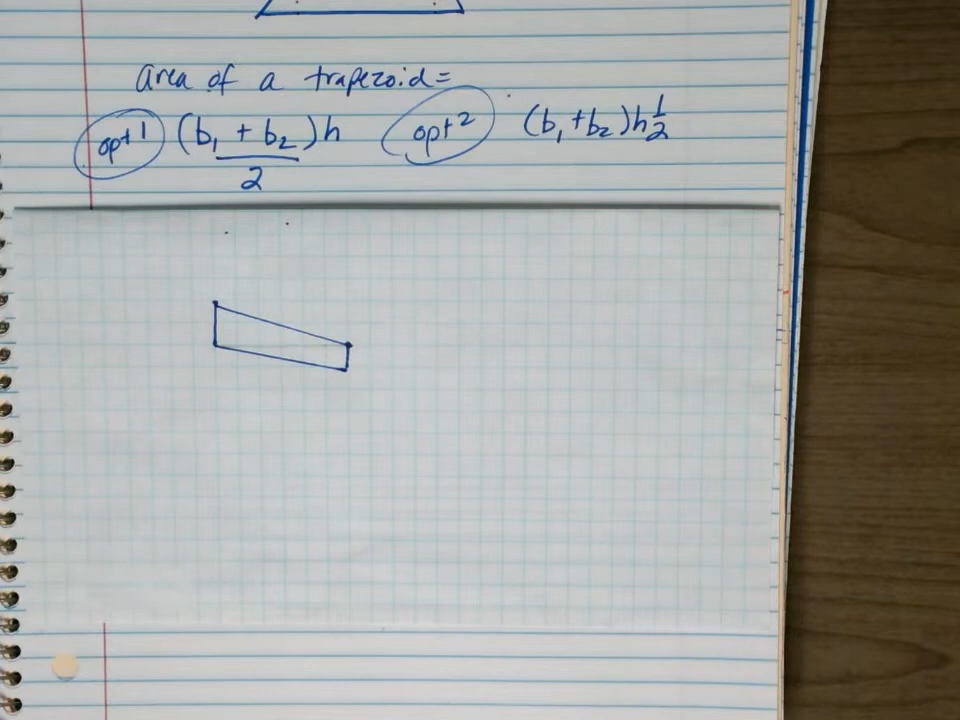 area of a trapezoid=
opt 1 (b₁ + b₂)h / 2 opt 2 (b₁+b₂)h ½